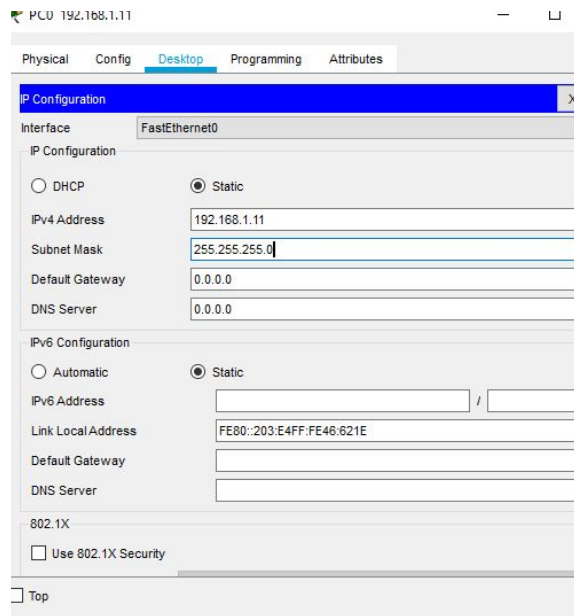 PC0 192.168.1.11
Physical Config Desktop Programming Attributes
IP Configuration X
Interface FastEthernet0
IP Configuration
DHCP Static
IPv4 Address 192.168.1.11
Subnet Mask 255.255.255.0
Default Gateway 0.0.0.0
DNS Server 0.0.0.0
IPv6 Configuration
Automatic Static
IPv6 Address /
Link Local Address FE80::203:E4FF:FE46:621E
Default Gateway
DNS Server
802.1X
Use 802.1X Security
Top